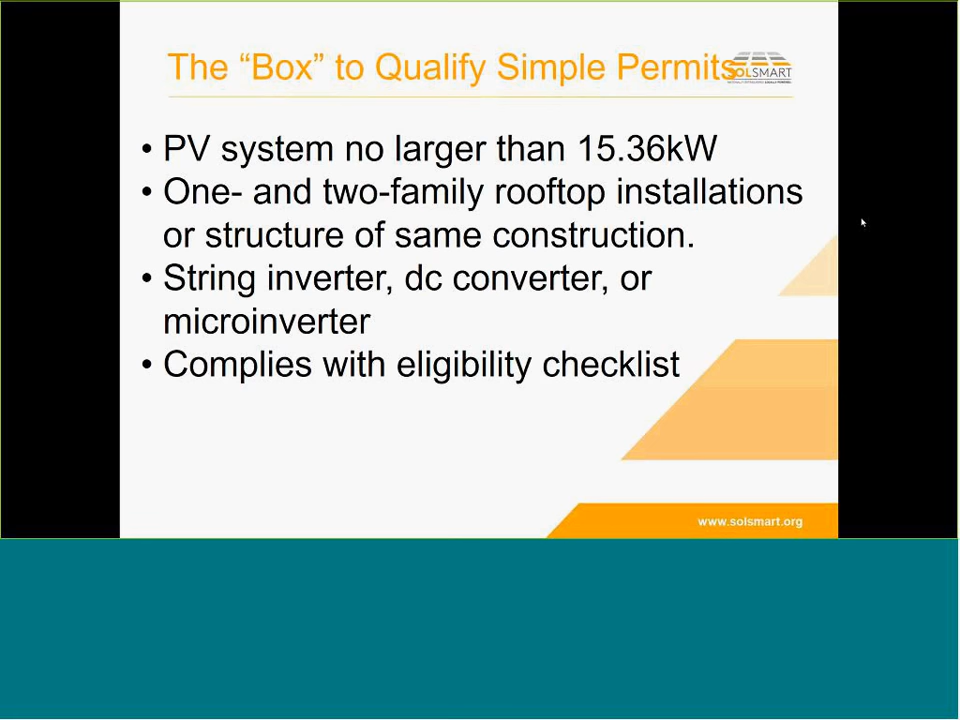 The “Box” to Qualify Simple Permits
SOLSMART
• PV system no larger than 15.36kW
• One- and two-family rooftop installations
or structure of same construction.
• String inverter, dc converter, or
microinverter
• Complies with eligibility checklist
www.solsmart.org